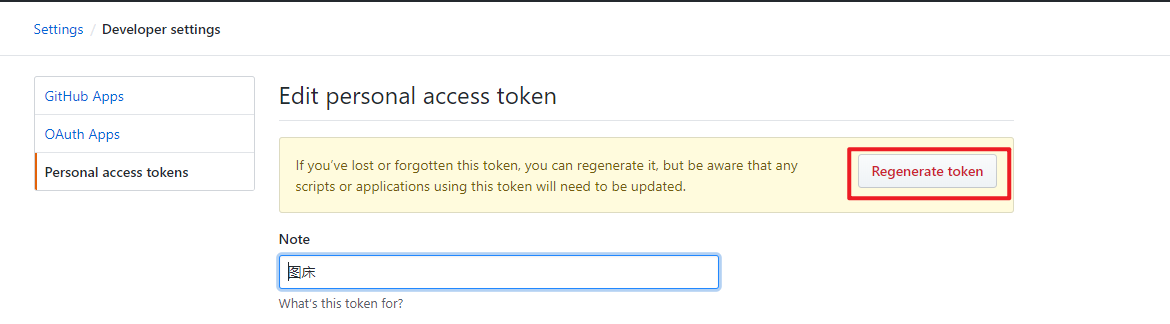 Settings / Developer settings
GitHub Apps
OAuth Apps
Personal access tokens
Edit personal access token
If you’ve lost or forgotten this token, you can regenerate it, but be aware that any
scripts or applications using this token will need to be updated.
Regenerate token
Note
图床
What’s this token for?